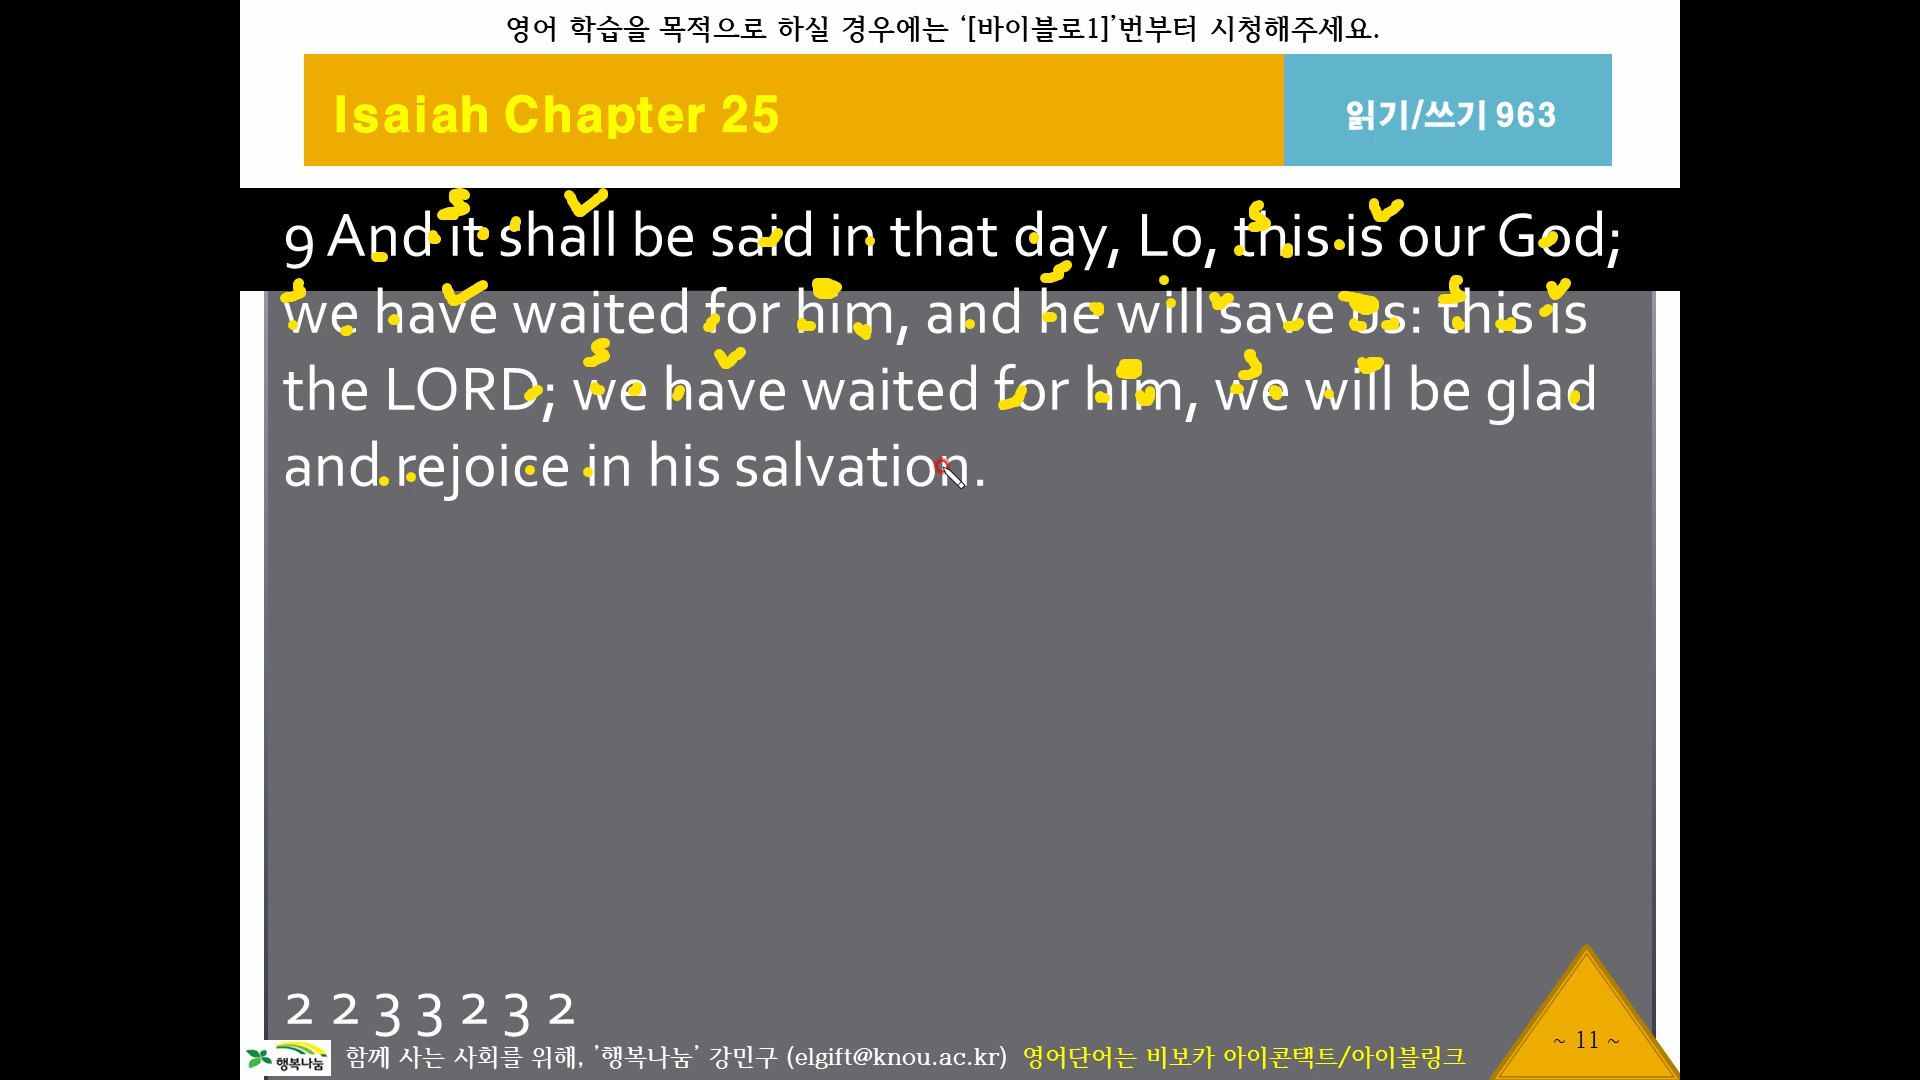 영어 학습을 목적으로 하실 경우에는 ‘[바이블로1]’번부터 시청해주세요.
Isaiah Chapter 25
읽기/쓰기 963
9 And it shall be said in that day, Lo, this is our God;
we have waited for him, and he will save us: this is
the LORD; we have waited for him, we will be glad
and rejoice in his salvation.
2 2 3 3 2 3 2
~ 11 ~
행복나눔
함께 사는 사회를 위해, ’행복나눔’ 강민구 (elgift@knou.ac.kr) 영어단어는 비보카 아이콘택트/아이블링크